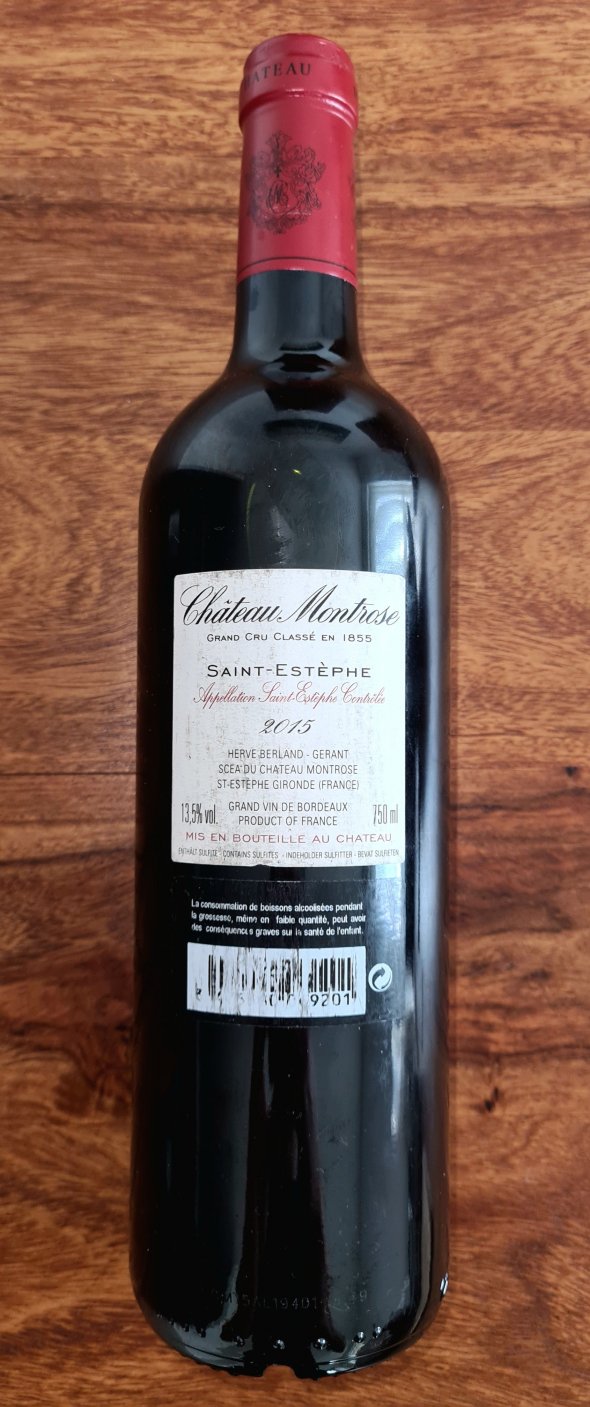 Château Montrose
GRAND CRU CLASSÉ EN 1855
SAINT-ESTÈPHE
Appellation Saint-Estèphe Contrôlée
2015
HERVE BERLAND - GERANT
SCEA DU CHATEAU MONTROSE
ST-ESTÈPHE GIRONDE (FRANCE)
13,5% vol. GRAND VIN DE BORDEAUX 750 ml
PRODUCT OF FRANCE
MIS EN BOUTEILLE AU CHATEAU
ENTHÄLT SULFITE - CONTAINS SULFITES - INDEHOLDER SULFITTER - BEVAT SULFIETEN
La consommation de boissons alcoolisées pendant
la grossesse, même en faible quantité, peut avoir
des conséquences graves sur la santé de l'enfant.
9201